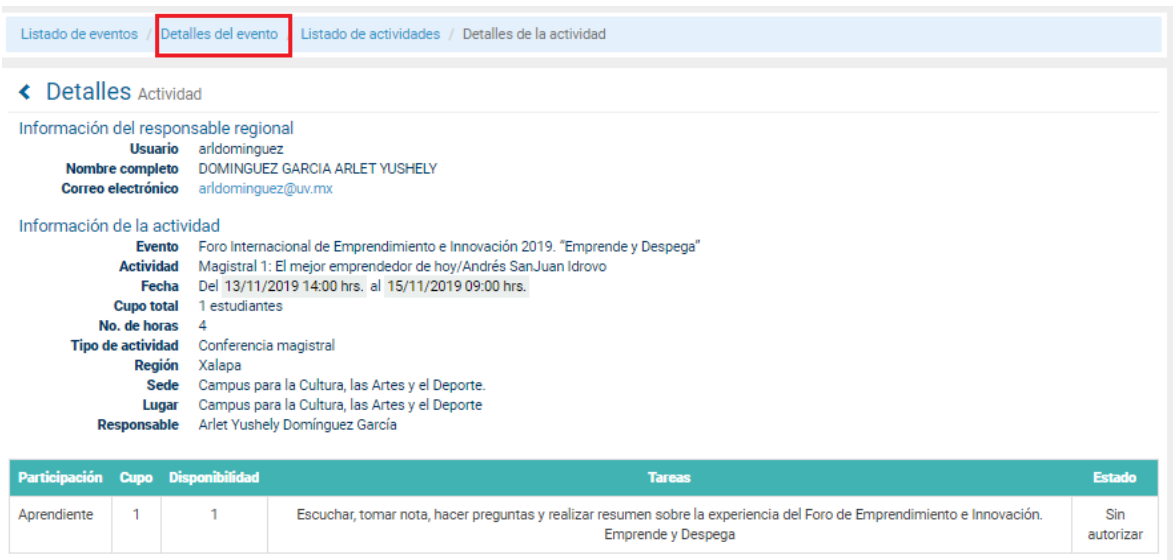 Listado de eventos / Detalles del evento / Listado de actividades / Detalles de la actividad
Detalles Actividad
Información del responsable regional
Usuario arldominguez
Nombre completo DOMINGUEZ GARCIA ARLET YUSHELY
Correo electrónico arldominguez@uv.mx
Información de la actividad
Evento Foro Internacional de Emprendimiento e Innovación 2019. "Emprende y Despega"
Actividad Magistral 1: El mejor emprendedor de hoy/Andrés SanJuan Idrovo
Fecha Del 13/11/2019 14:00 hrs. al 15/11/2019 09:00 hrs.
Cupo total 1 estudiantes
No. de horas 4
Tipo de actividad Conferencia magistral
Región Xalapa
Sede Campus para la Cultura, las Artes y el Deporte.
Lugar Campus para la Cultura, las Artes y el Deporte
Responsable Arlet Yushely Domínguez García
Participación Cupo Disponibilidad Tareas Estado
Aprendiente 1 1 Escuchar, tomar nota, hacer preguntas y realizar resumen sobre la experiencia del Foro de Emprendimiento e Innovación. Sin
Emprende y Despega autorizar